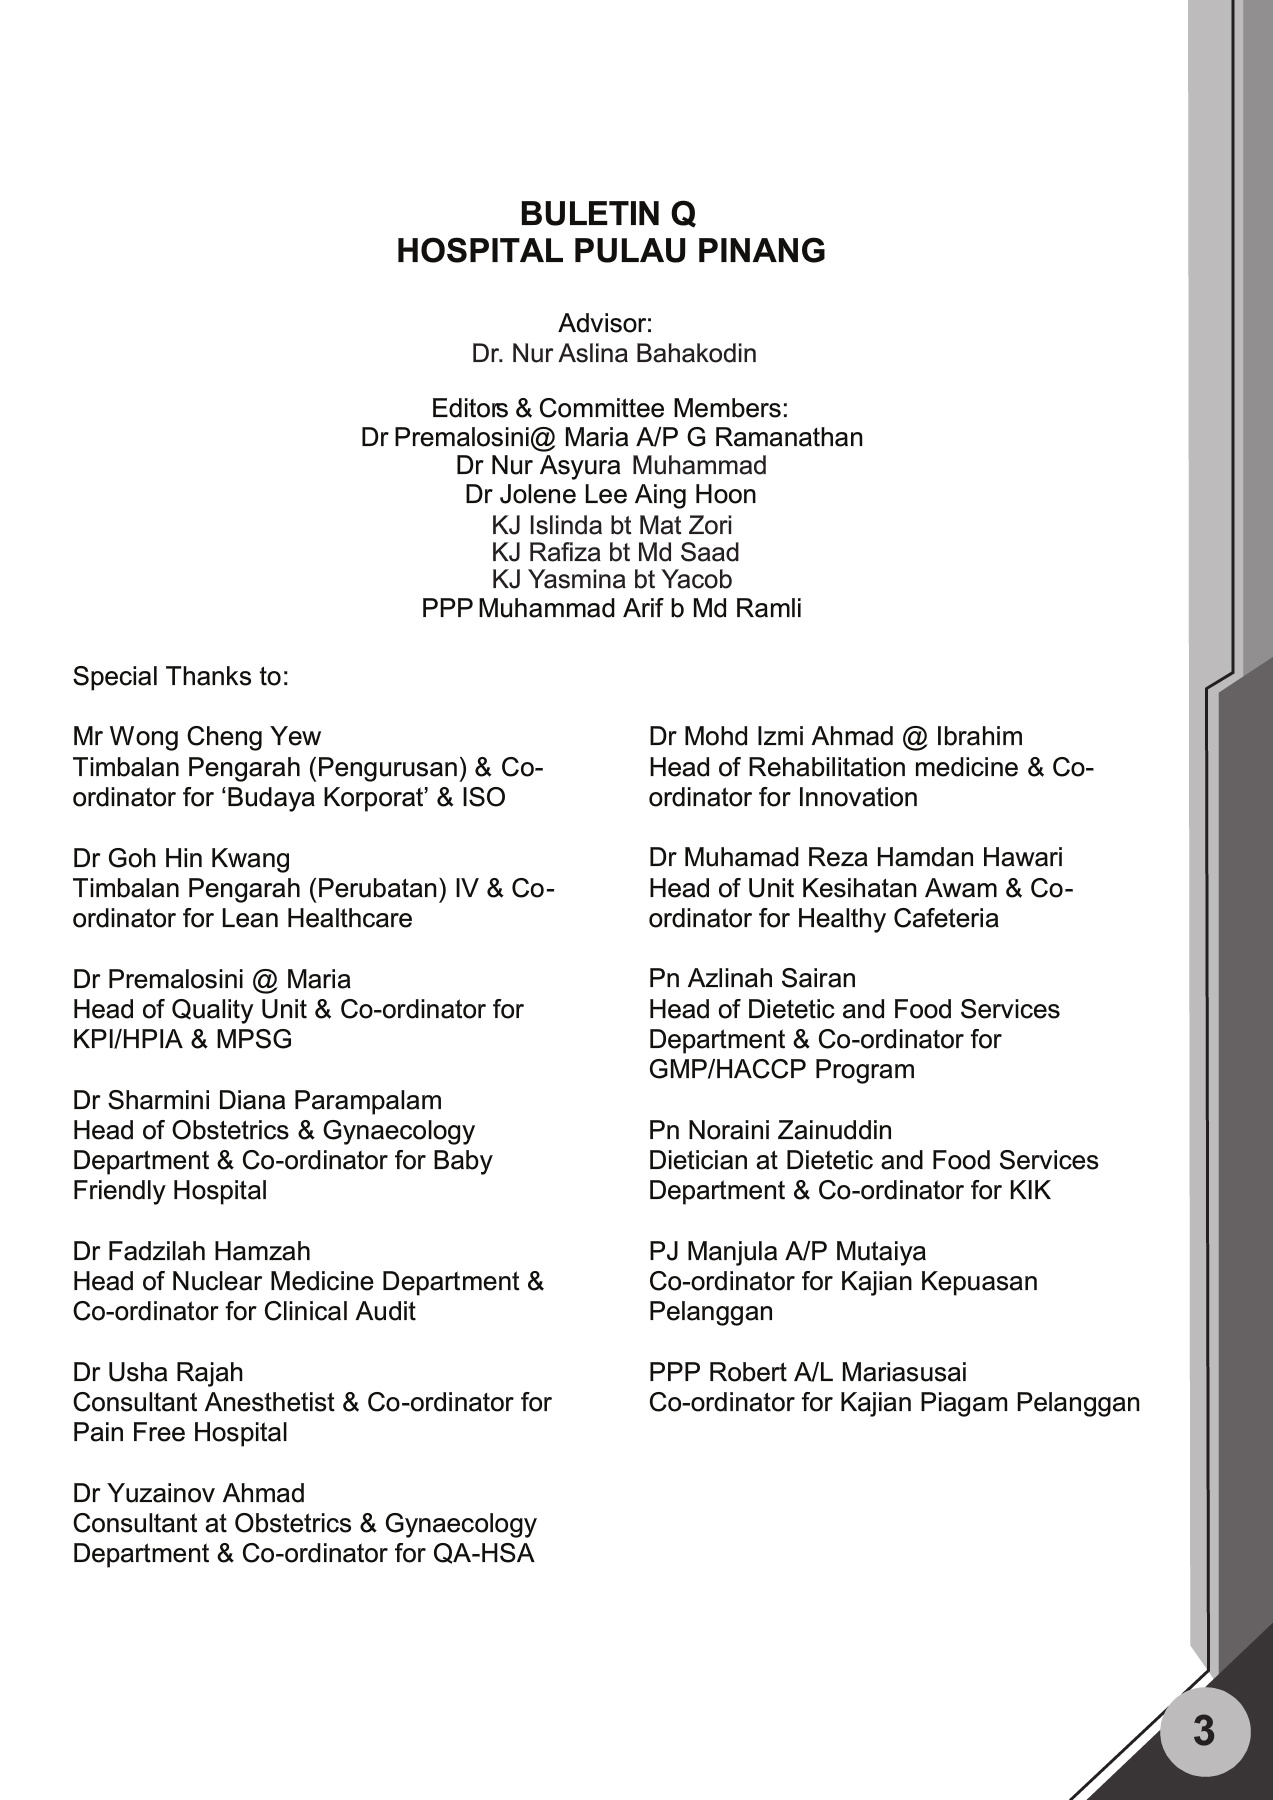 BULETIN Q
HOSPITAL PULAU PINANG
Advisor:
Dr. Nur Aslina Bahakodin
Editors & Committee Members:
Dr Premalosini@ Maria A/P G Ramanathan
Dr Nur Asyura Muhammad
Dr Jolene Lee Aing Hoon
KJ Islinda bt Mat Zori
KJ Rafiza bt Md Saad
KJ Yasmina bt Yacob
PPP Muhammad Arif b Md Ramli
Special Thanks to:
Mr Wong Cheng Yew
Timbalan Pengarah (Pengurusan) & Co-
ordinator for ‘Budaya Korporat’ & ISO
Dr Goh Hin Kwang
Timbalan Pengarah (Perubatan) IV & Co-
ordinator for Lean Healthcare
Dr Premalosini @ Maria
Head of Quality Unit & Co-ordinator for
KPI/HPIA & MPSG
Dr Sharmini Diana Parampalam
Head of Obstetrics & Gynaecology
Department & Co-ordinator for Baby
Friendly Hospital
Dr Fadzilah Hamzah
Head of Nuclear Medicine Department &
Co-ordinator for Clinical Audit
Dr Usha Rajah
Consultant Anesthetist & Co-ordinator for
Pain Free Hospital
Dr Yuzainov Ahmad
Consultant at Obstetrics & Gynaecology
Department & Co-ordinator for QA-HSA
Dr Mohd Izmi Ahmad @ Ibrahim
Head of Rehabilitation medicine & Co-
ordinator for Innovation
Dr Muhamad Reza Hamdan Hawari
Head of Unit Kesihatan Awam & Co-
ordinator for Healthy Cafeteria
Pn Azlinah Sairan
Head of Dietetic and Food Services
Department & Co-ordinator for
GMP/HACCP Program
Pn Noraini Zainuddin
Dietician at Dietetic and Food Services
Department & Co-ordinator for KIK
PJ Manjula A/P Mutaiya
Co-ordinator for Kajian Kepuasan
Pelanggan
PPP Robert A/L Mariasusai
Co-ordinator for Kajian Piagam Pelanggan
3